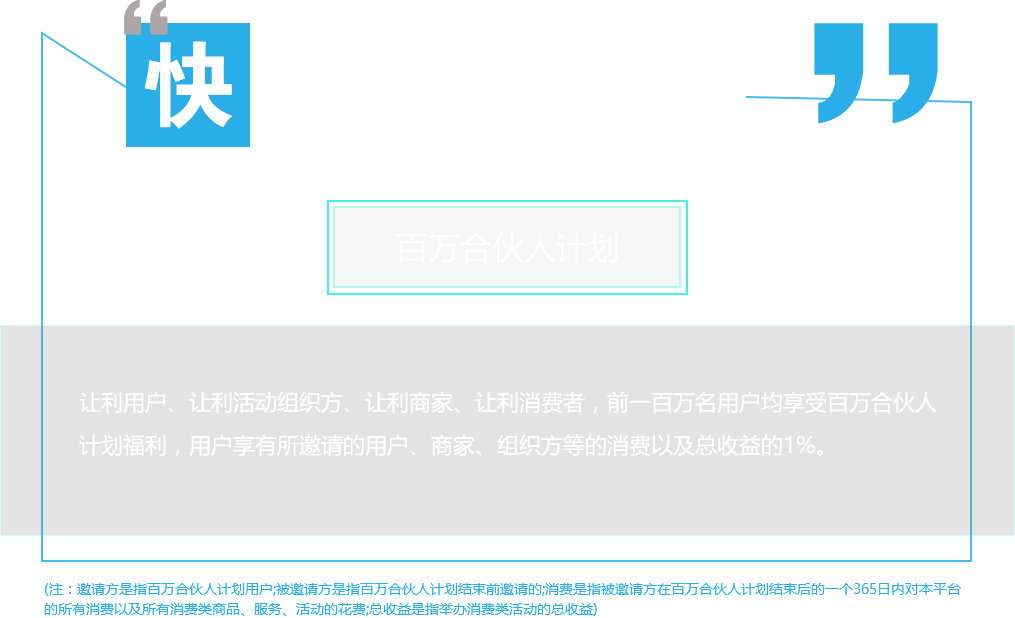 快
百万合伙人计划
让利用户、让利活动组织方、让利商家、让利消费者，前一百万名用户均享受百万合伙人
计划福利，用户享有所邀请的用户、商家、组织方等的消费以及总收益的1%。
(注：邀请方是指百万合伙人计划用户;被邀请方是指百万合伙人计划结束前邀请的;消费是指被邀请方在百万合伙人计划结束后的一个365日内对本平台
的所有消费以及所有消费类商品、服务、活动的花费;总收益是指举办消费类活动的总收益)